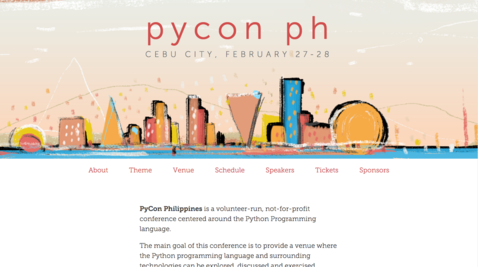 pycon ph
CEBU CITY, FEBRUARY 27-28
About Theme Venue Schedule Speakers Tickets Sponsors
PyCon Philippines is a volunteer-run, not-for-profit
conference centered around the Python Programming
language.
The main goal of this conference is to provide a venue where
the Python programming language and surrounding
technologies can be explored, discussed and exercised